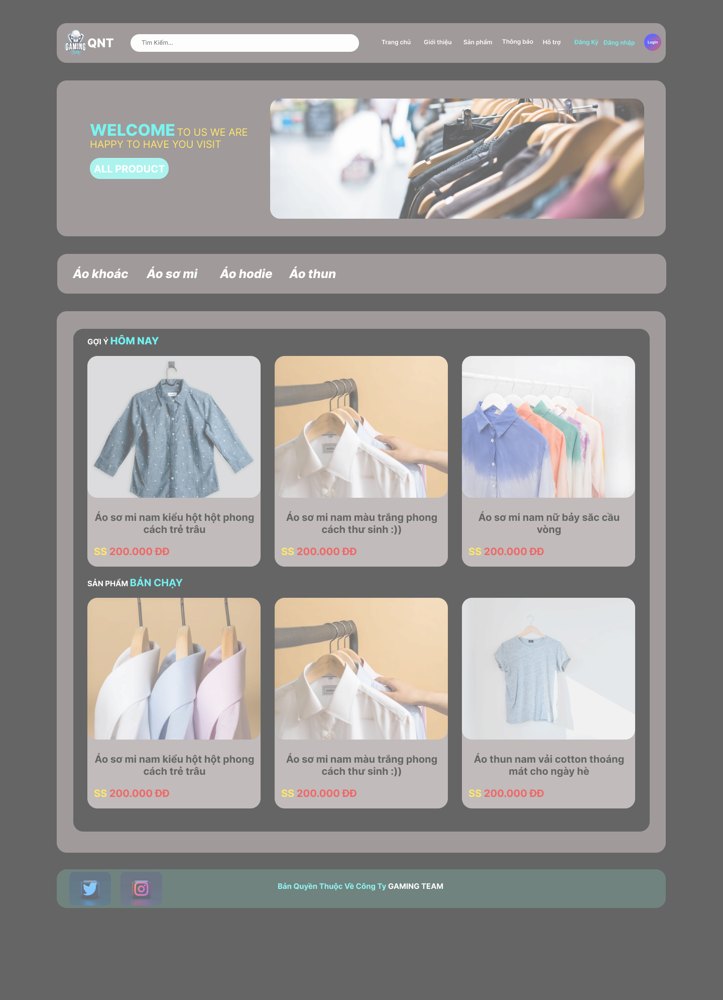 GAMING
TEAM
QNT
Tìm Kiếm...
Trang chủ
Giới thiệu
Sản phẩm
Thông báo
Hỗ trợ
Đăng Ký
Đăng nhập
Login
WELCOME TO US WE ARE
HAPPY TO HAVE YOU VISIT
ALL PRODUCT
Áo khoác
Áo sơ mi
Áo hodie
Áo thun
GỢI Ý HÔM NAY
Áo sơ mi nam kiểu hột hột phong
cách trẻ trâu
SS 200.000 ĐĐ
Áo sơ mi nam màu trắng phong
cách thư sinh :))
SS 200.000 ĐĐ
Áo sơ mi nam nữ bảy săc cầu
vòng
SS 200.000 ĐĐ
SẢN PHẨM BÁN CHẠY
Áo sơ mi nam kiểu hột hột phong
cách trẻ trâu
SS 200.000 ĐĐ
Áo sơ mi nam màu trắng phong
cách thư sinh :))
SS 200.000 ĐĐ
Áo thun nam vải cotton thoáng
mát cho ngày hè
SS 200.000 ĐĐ
Bản Quyền Thuộc Về Công Ty GAMING TEAM